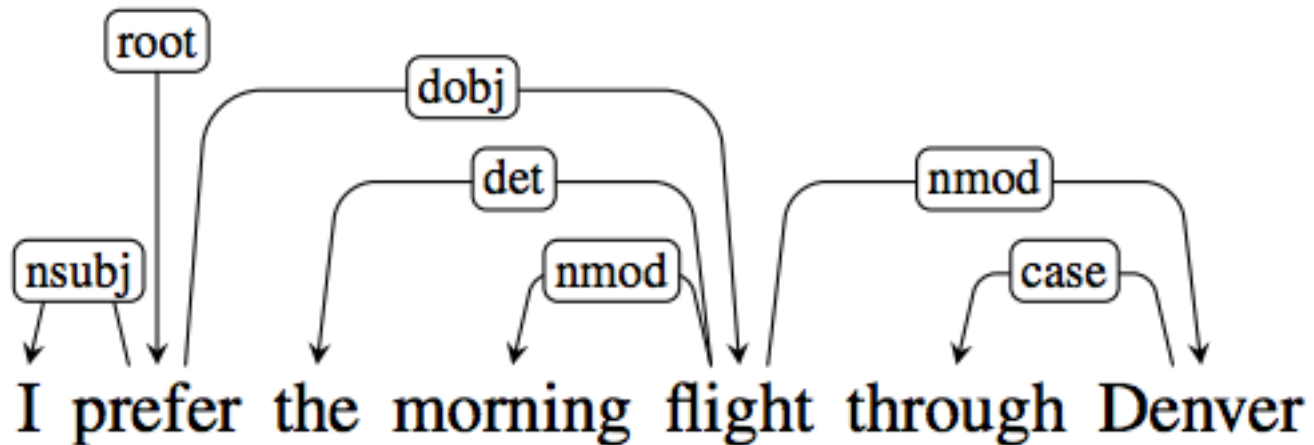 root
dobj
det nmod
nsubj nmod case
I prefer the morning flight through Denver